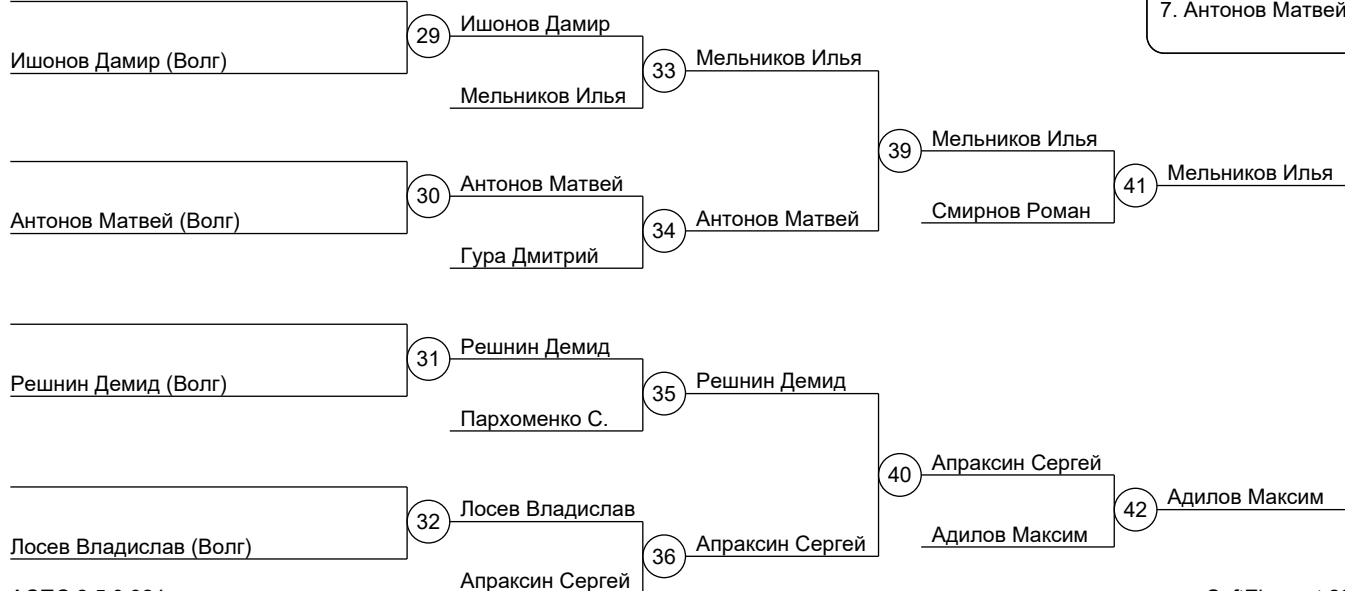 7. Антонов Матвей
29
Ишонов Дамир
Ишонов Дамир (Волг)
33
Мельников Илья
Мельников Илья
39
Мельников Илья
30
Антонов Матвей
41
Мельников Илья
Антонов Матвей (Волг)
34
Антонов Матвей
Смирнов Роман
Гура Дмитрий
31
Решнин Демид
Решнин Демид (Волг)
35
Решнин Демид
Пархоменко С.
40
Апраксин Сергей
32
Лосев Владислав
42
Адилов Максим
Лосев Владислав (Волг)
36
Апраксин Сергей
Адилов Максим
Апраксин Сергей